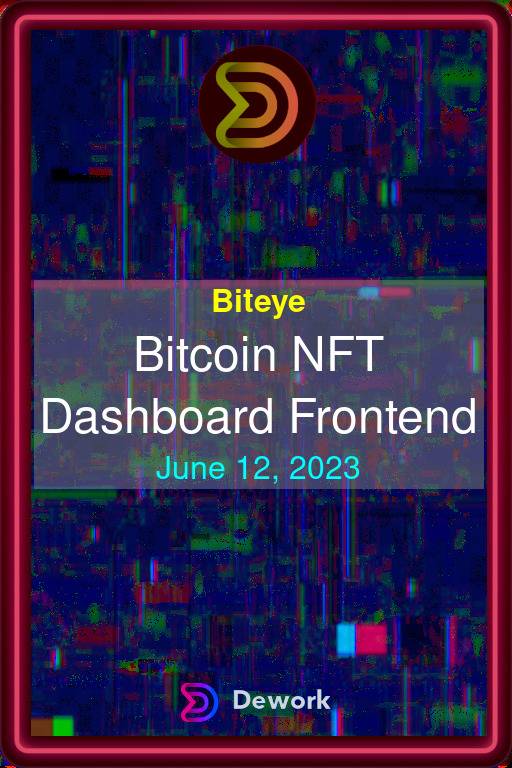 Biteye
Bitcoin NFT
Dashboard Frontend
June 12, 2023
Dework